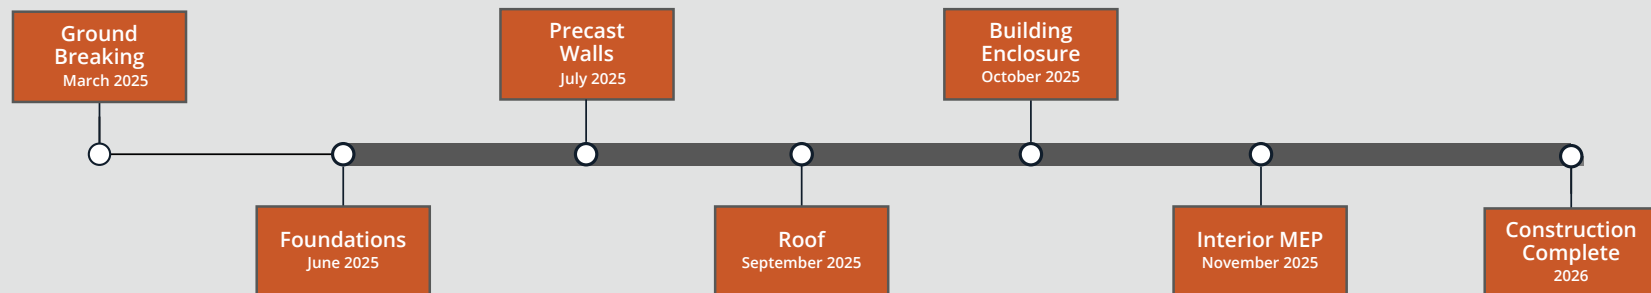 Ground
Breaking
March 2025
Precast
Walls
July 2025
Building
Enclosure
October 2025
Foundations
June 2025
Roof
September 2025
Interior MEP
November 2025
Construction
Complete
2026